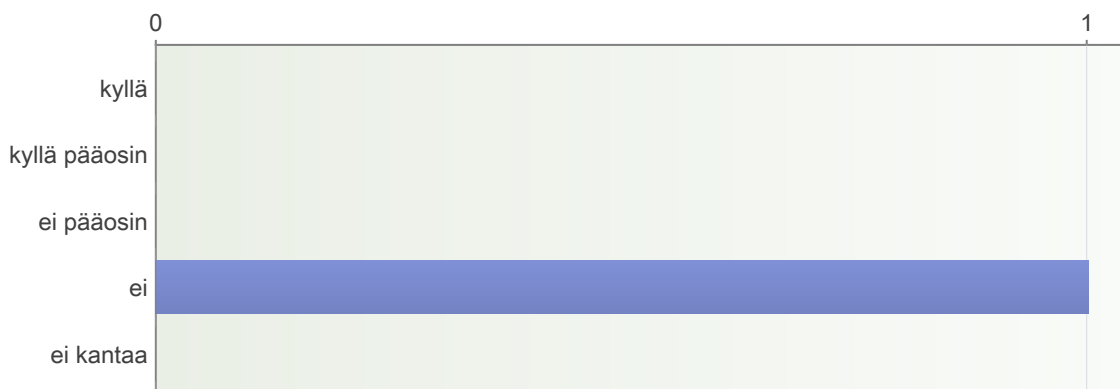 0 1
kyllä
kyllä pääosin
ei pääosin
ei
ei kantaa